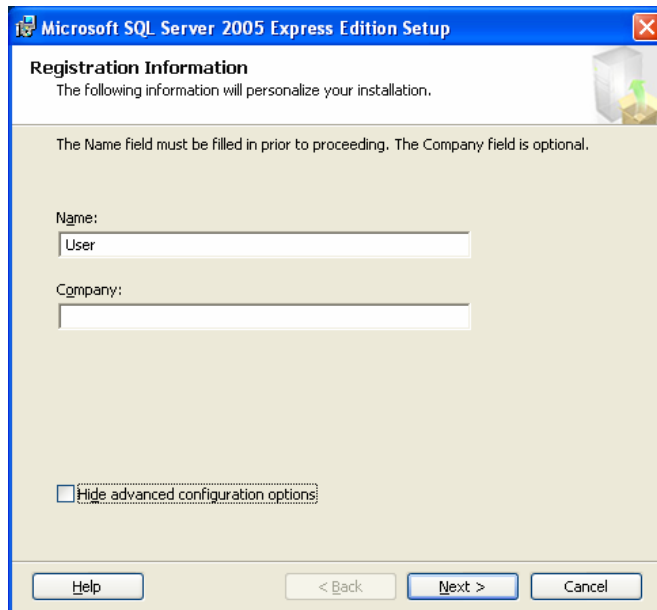 Microsoft SQL Server 2005 Express Edition Setup
Registration Information
The following information will personalize your installation.
The Name field must be filled in prior to proceeding. The Company field is optional.
Name:
User
Company:
Hide advanced configuration options
Help
< Back
Next >
Cancel